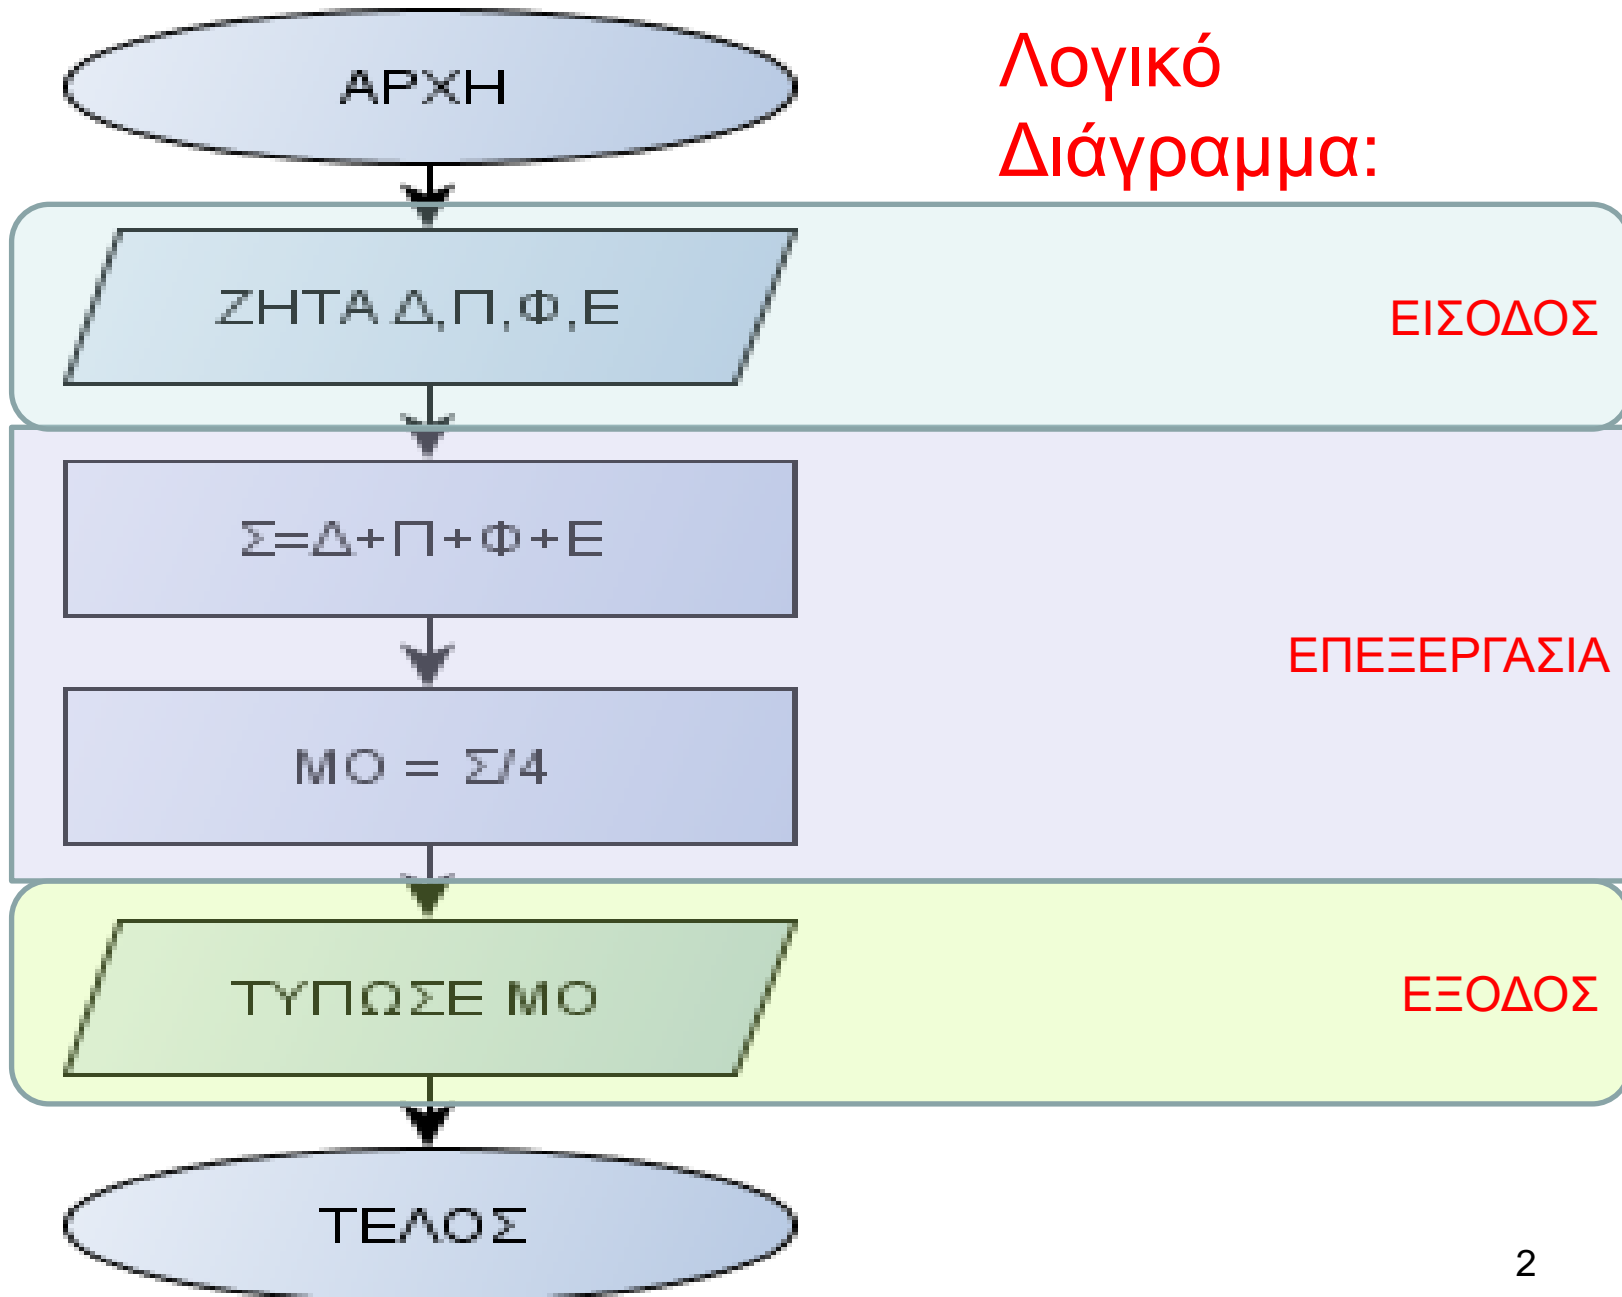 Λογικό
Διάγραμμα:
ΑΡΧΗ
ΖΗΤΑ Δ,Π,Φ,Ε
ΕΙΣΟΔΟΣ
Σ=Δ+Π+Φ+Ε
ΕΠΕΞΕΡΓΑΣΙΑ
ΜΟ = Σ/4
ΤΥΠΩΣΕ ΜΟ
ΕΞΟΔΟΣ
ΤΕΛΟΣ
2